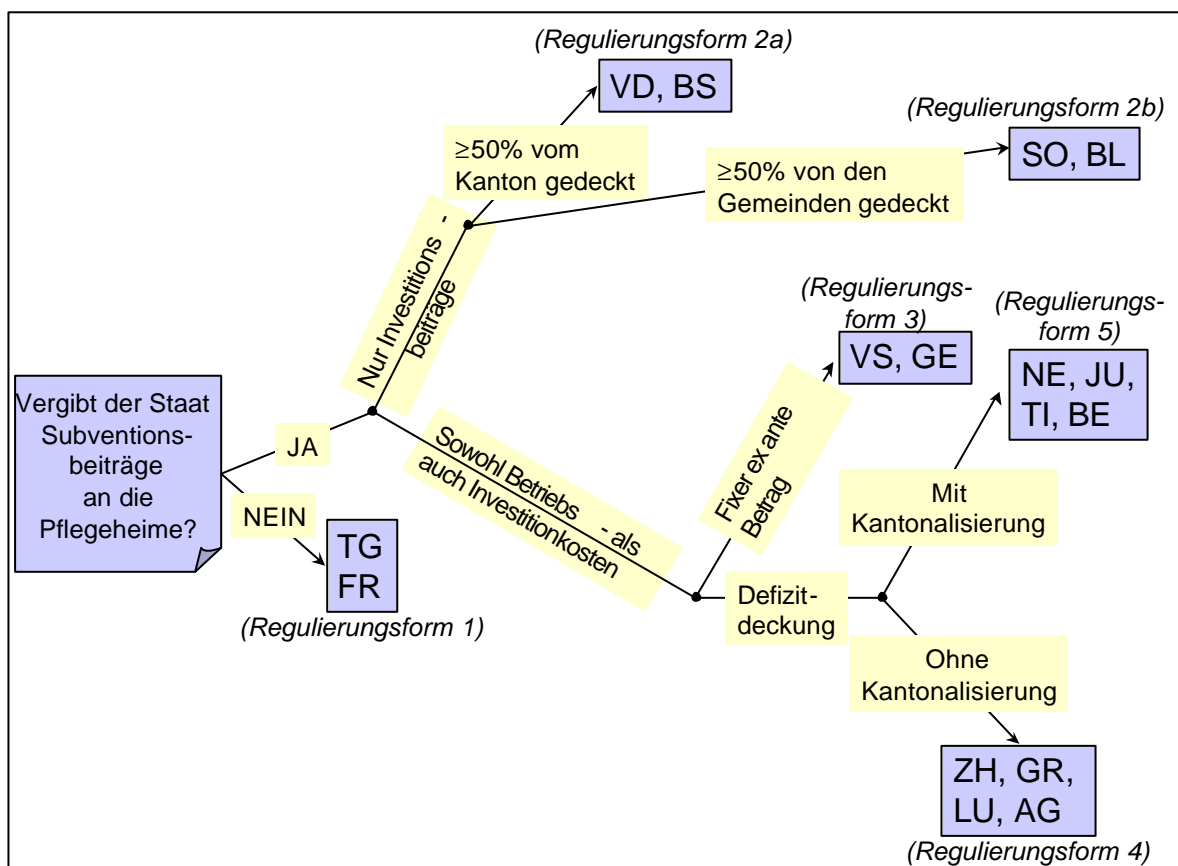 (Regulierungsform 2a)
VD, BS
(Regulierungsform 2b)
SO, BL
≥50% vom
Kanton gedeckt
≥50% von den
Gemeinden gedeckt
Nur Investitions -
beiträge
(Regulierungs-
form 3)
VS, GE
(Regulierungs-
form 5)
NE, JU,
TI, BE
Vergibt der Staat
Subventions-
beiträge
an die
Pflegeheime?
JA
NEIN
TG
FR
(Regulierungsform 1)
Sowohl Betriebs - als
auch Investitionkosten
Fixer ex ante
Betrag
Mit
Kantonalisierung
Defizit-
deckung
Ohne
Kantonalisierung
ZH, GR,
LU, AG
(Regulierungsform 4)